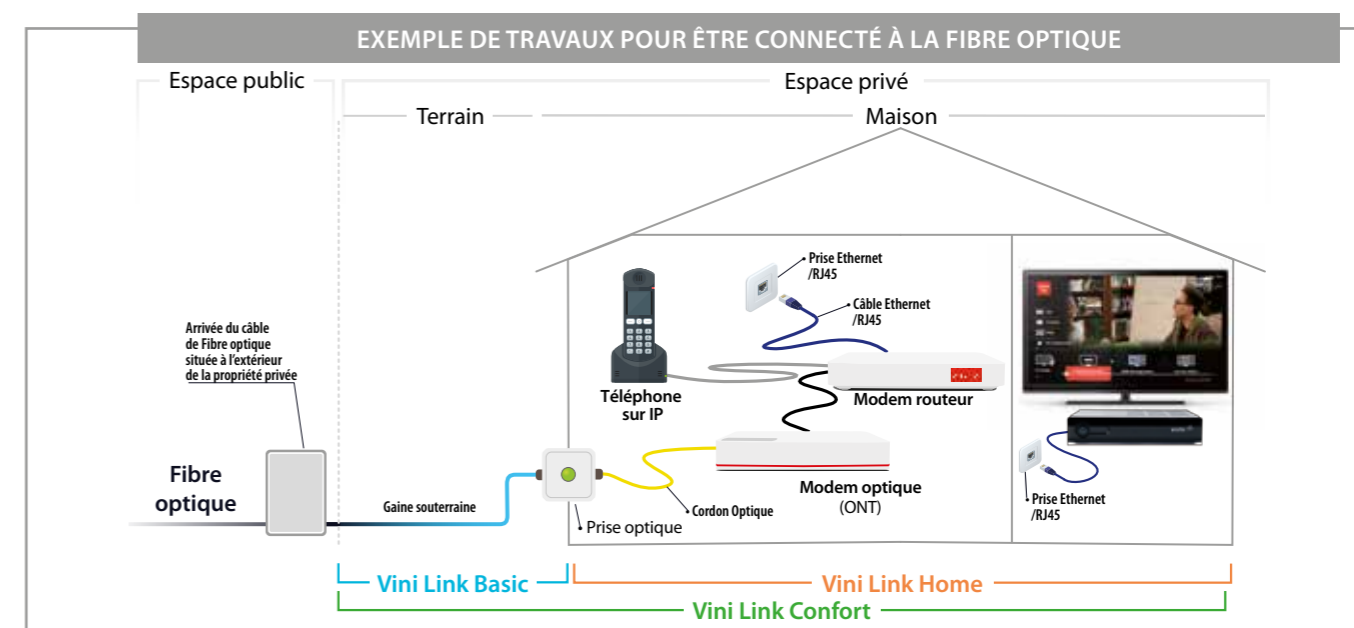 EXEMPLE DE TRAVAUX POUR ÊTRE CONNECTÉ À LA FIBRE OPTIQUE
Espace public
Espace privé
Terrain
Maison
Prise Ethernet
/RJ45
Câble Ethernet
/RJ45
Arrivée du câble
de Fibre optique
située à l'extérieur
de la propriété privée
Téléphone
sur IP
Modem routeur
Fibre
optique
Gaine souterraine
Prise optique
Cordon Optique
Modem optique
(ONT)
Prise Ethernet
/RJ45
Vini Link Basic
Vini Link Home
Vini Link Confort